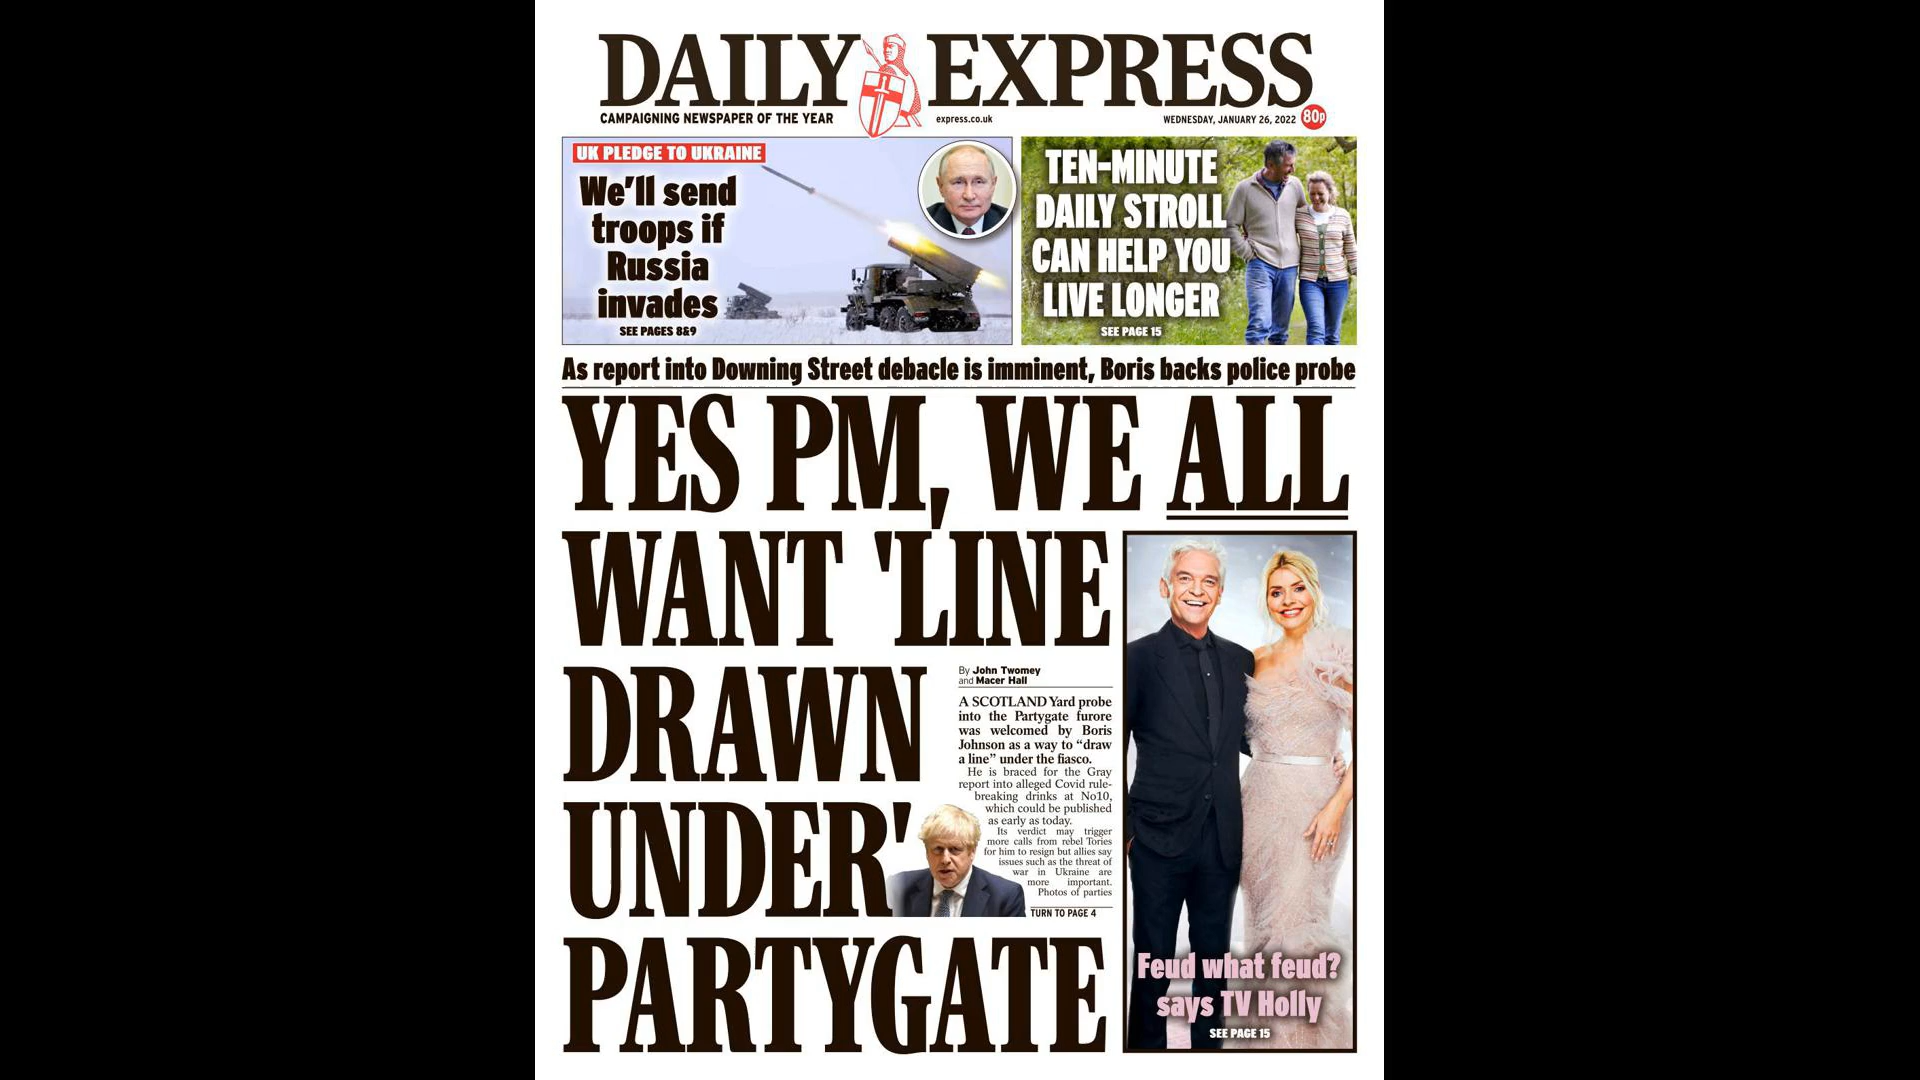 DAILY EXPRESS
CAMPAIGNING NEWSPAPER OF THE YEAR
express.co.uk
WEDNESDAY, JANUARY 26, 2022
80p
UK PLEDGE TO UKRAINE
We'll send
troops if
Russia
invades
SEE PAGES 8&9
TEN-MINUTE
DAILY STROLL
CAN HELP YOU
LIVE LONGER
SEE PAGE 15
As report into Downing Street debacle is imminent, Boris backs police probe
YES PM, WE ALL
WANT 'LINE
DRAWN
UNDER'
PARTYGATE
By John Twomey
and Macer Hall
A SCOTLAND Yard probe
into the Partygate furore
was welcomed by Boris
Johnson as a way to “draw
a line” under the fiasco.
He is braced for the Gray
report into alleged Covid rule-
breaking drinks at No10,
which could be published
as early as today.
Its verdict may trigger
more calls from rebel Tories
for him to resign but allies say
issues such as the threat of
war in Ukraine are
more important.
Photos of parties
TURN TO PAGE 4
Feud what feud?
says TV Holly
SEE PAGE 15